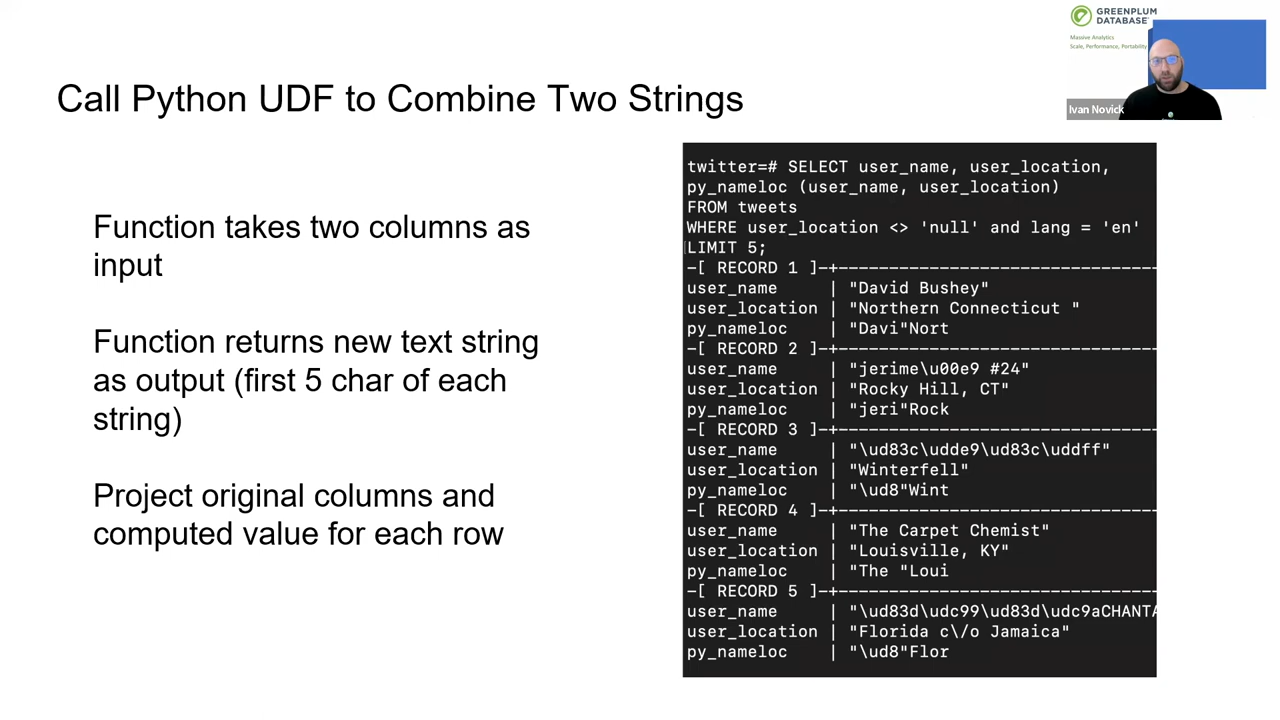 GREENPLUM
DATABASE
Massive Analytics
Scale, Performance, Portability
Ivan Novick
Call Python UDF to Combine Two Strings
Function takes two columns as
input
Function returns new text string
as output (first 5 char of each
string)
Project original columns and
computed value for each row
twitter=# SELECT user_name, user_location,
py_nameloc (user_name, user_location)
FROM tweets
WHERE user_location <> 'null' and lang = 'en'
LIMIT 5;
-[ RECORD 1 ]-+-----------------------------
user_name     | "David Bushey"
user_location | "Northern Connecticut "
py_nameloc    | "Davi"Nort
-[ RECORD 2 ]-+-----------------------------
user_name     | "jerime\u00e9 #24"
user_location | "Rocky Hill, CT"
py_nameloc    | "jeri"Rock
-[ RECORD 3 ]-+-----------------------------
user_name     | "\ud83c\udde9\ud83c\uddff"
user_location | "Winterfell"
py_nameloc    | "\ud8"Wint
-[ RECORD 4 ]-+-----------------------------
user_name     | "The Carpet Chemist"
user_location | "Louisville, KY"
py_nameloc    | "The "Loui
-[ RECORD 5 ]-+-----------------------------
user_name     | "\ud83d\udc99\ud83d\udc9aCHANTA
user_location | "Florida c\/o Jamaica"
py_nameloc    | "\ud8"Flor